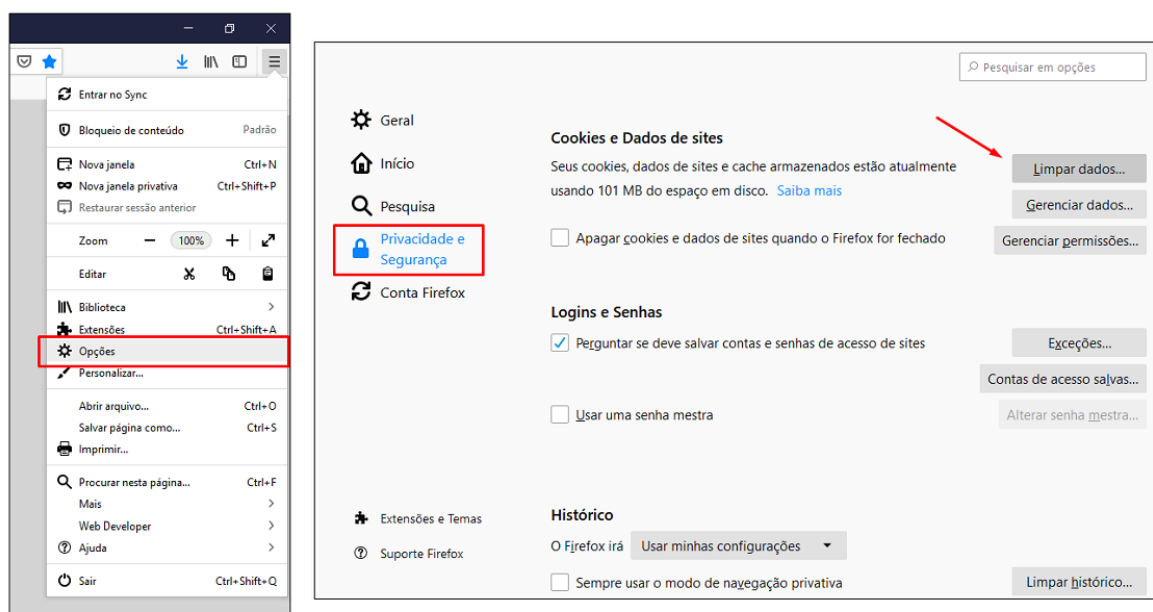 Entrar no Sync
Bloqueio de conteúdo Padrão
Nova janela Ctrl+N
Nova janela privativa Ctrl+Shift+P
Restaurar sessão anterior
Zoom 100%
Editar
Biblioteca
Extensões Ctrl+Shift+A
Opções
Personalizar...
Abrir arquivo... Ctrl+O
Salvar página como... Ctrl+S
Imprimir...
Procurar nesta página... Ctrl+F
Mais
Web Developer
Ajuda
Sair Ctrl+Shift+Q
Pesquisar em opções
Geral
Início
Pesquisa
Privacidade e
Segurança
Conta Firefox
Extensões e Temas
Suporte Firefox
Cookies e Dados de sites
Seus cookies, dados de sites e cache armazenados estão atualmente
usando 101 MB do espaço em disco. Saiba mais
Limpar dados...
Gerenciar dados...
Apagar cookies e dados de sites quando o Firefox for fechado
Gerenciar permissões...
Logins e Senhas
Perguntar se deve salvar contas e senhas de acesso de sites
Exceções...
Contas de acesso salvas...
Usar uma senha mestra
Alterar senha mestra...
Histórico
O Firefox irá Usar minhas configurações
Sempre usar o modo de navegação privativa
Limpar histórico...